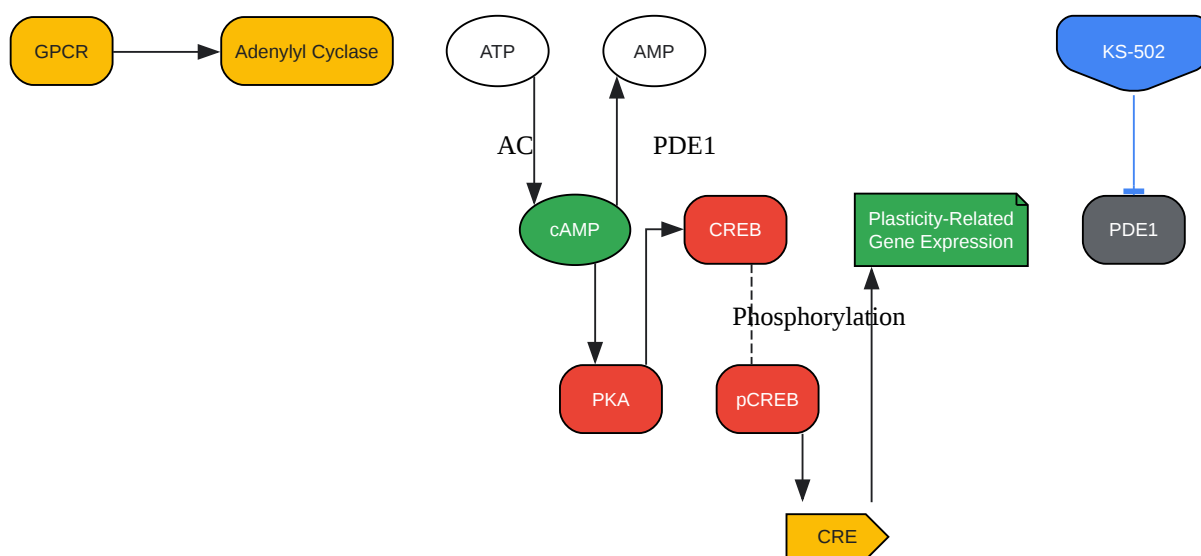 GPCR
Adenylyl Cyclase
ATP
AMP
KS-502
AC
PDE1
cAMP
CREB
Plasticity-Related
Gene Expression
PDE1
Phosphorylation
PKA
pCREB
CRE